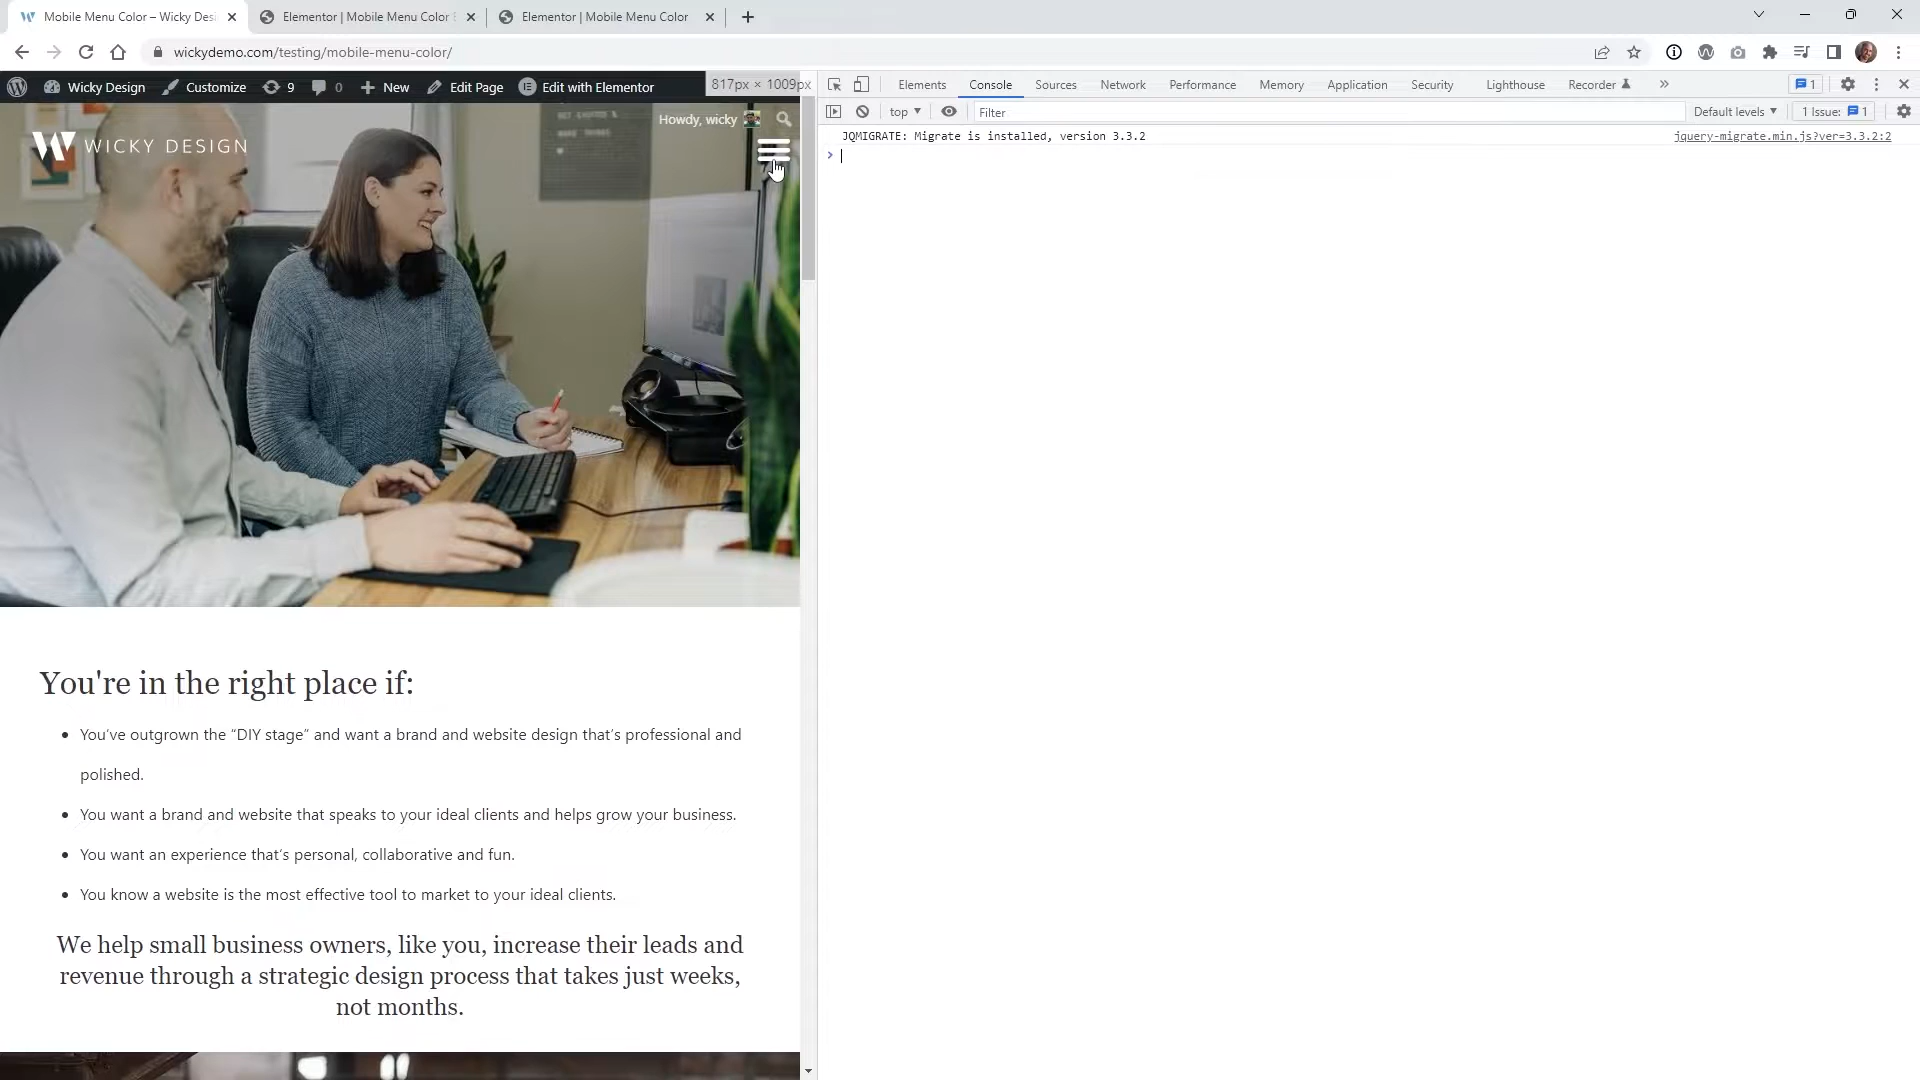 Mobile Menu Color – Wicky Desi
Elementor | Mobile Menu Color
Elementor | Mobile Menu Color
wickydemo.com/testing/mobile-menu-color/
Wicky Design
Customize
9
0
New
Edit Page
Edit with Elementor
817px × 1009px
Elements
Console
Sources
Network
Performance
Memory
Application
Security
Lighthouse
Recorder
1
top
Filter
Default levels
1 Issue:
1
JQMIGRATE: Migrate is installed, version 3.3.2
jquery-migrate.min.js?ver=3.3.2:2
Howdy, wicky
WICKY DESIGN
You're in the right place if:
You’ve outgrown the “DIY stage” and want a brand and website design that’s professional and
polished.
You want a brand and website that speaks to your ideal clients and helps grow your business.
You want an experience that’s personal, collaborative and fun.
You know a website is the most effective tool to market to your ideal clients.
We help small business owners, like you, increase their leads and
revenue through a strategic design process that takes just weeks,
not months.